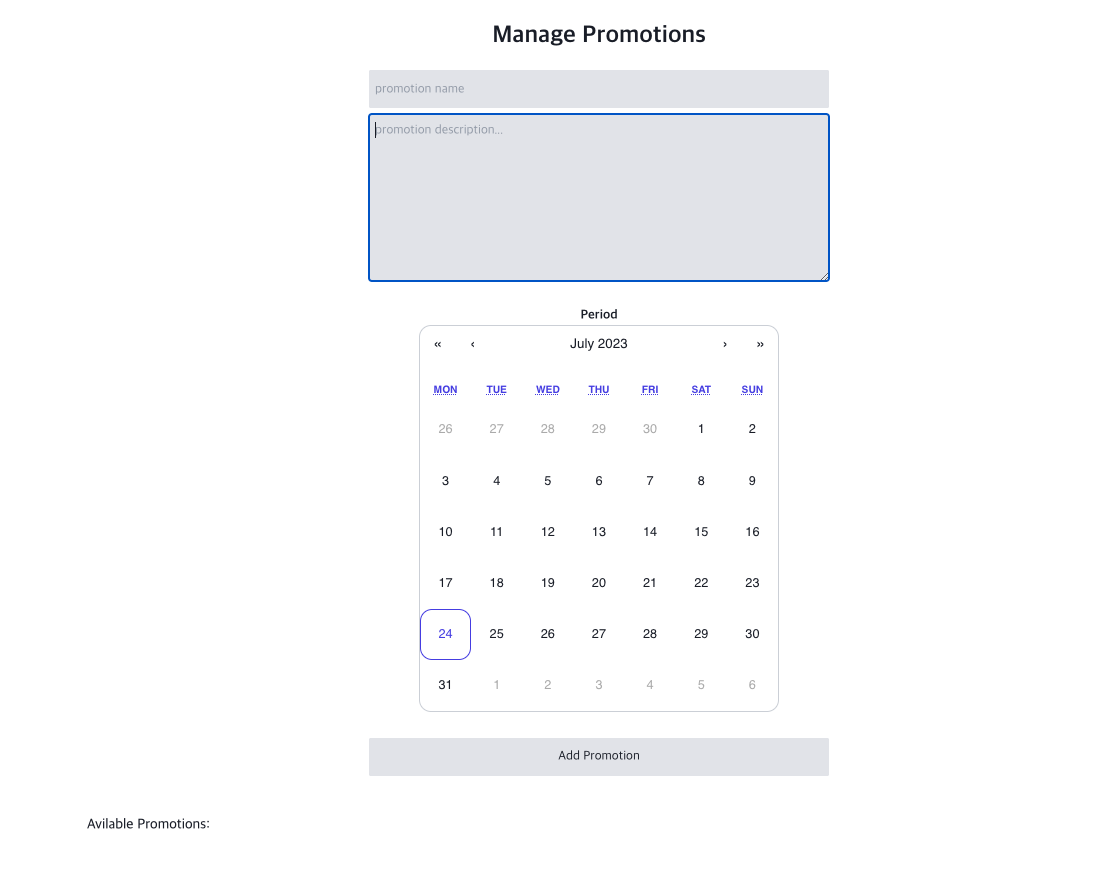 Manage Promotions
promotion name
promotion description...
Period
« ‹ July 2023 › »
MON TUE WED THU FRI SAT SUN
26 27 28 29 30 1 2
3 4 5 6 7 8 9
10 11 12 13 14 15 16
17 18 19 20 21 22 23
24 25 26 27 28 29 30
31 1 2 3 4 5 6
Add Promotion
Avilable Promotions: